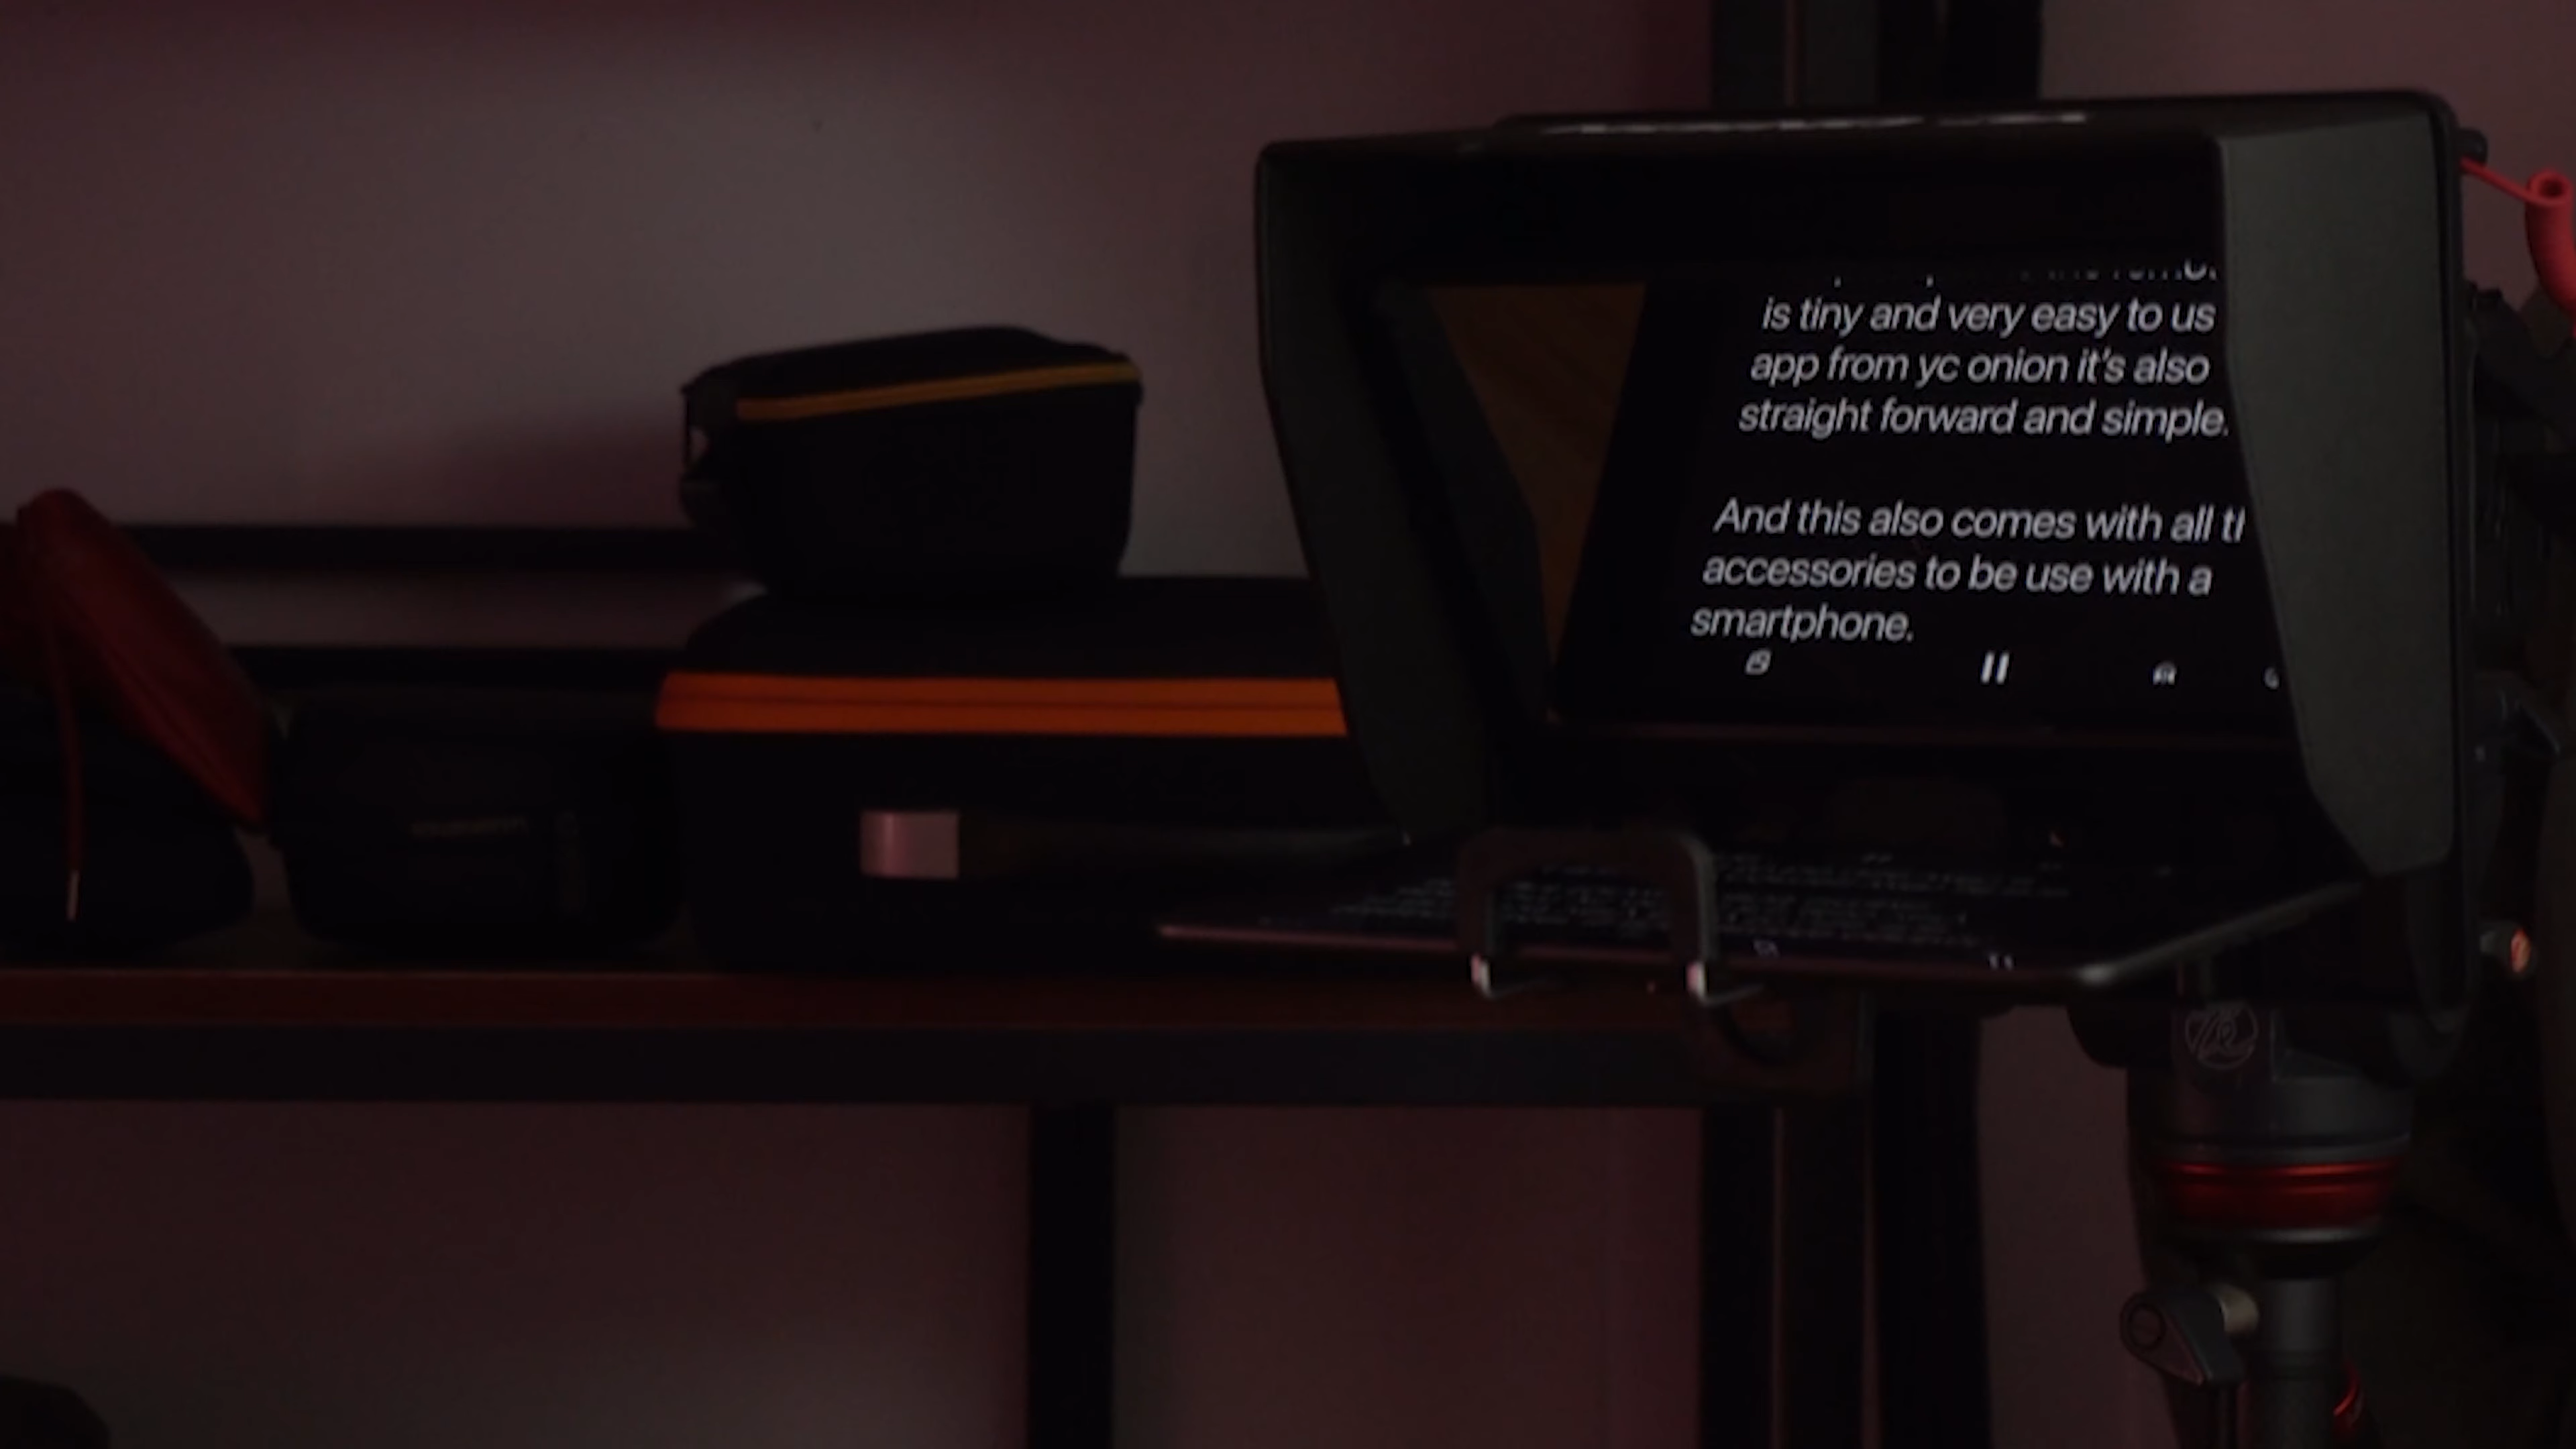 is tiny and very easy to us
app from yc onion it's also
straight forward and simple.
And this also comes with all
accessories to be use with a
smartphone.